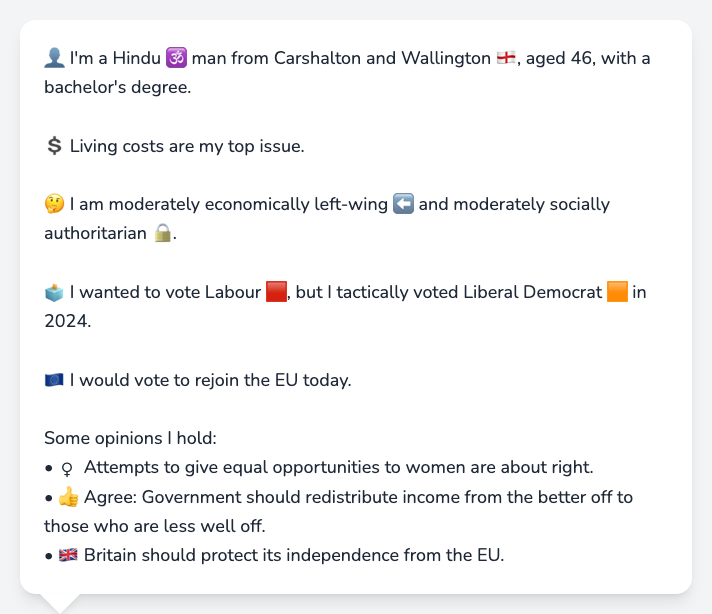 👤 I'm a Hindu 🕉️ man from Carshalton and Wallington 🏴󠁧󠁢󠁥󠁮󠁧󠁿, aged 46, with a
bachelor's degree.
💲 Living costs are my top issue.
🤔 I am moderately economically left-wing ⬅️ and moderately socially
authoritarian 🔒.
🗳️ I wanted to vote Labour 🟥, but I tactically voted Liberal Democrat 🟧 in
2024.
🇪🇺 I would vote to rejoin the EU today.
Some opinions I hold:
• ♀ Attempts to give equal opportunities to women are about right.
• 👍 Agree: Government should redistribute income from the better off to
those who are less well off.
• 🇬🇧 Britain should protect its independence from the EU.